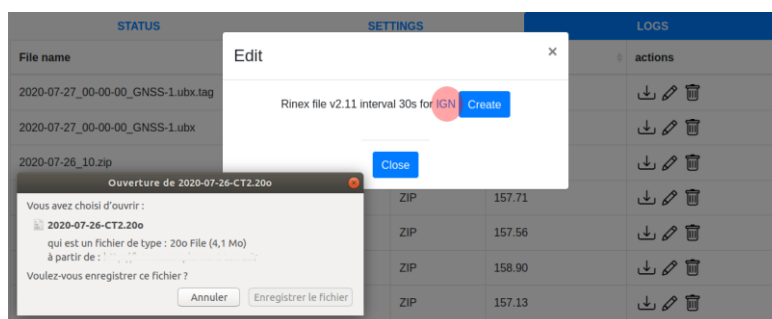 STATUS SETTINGS LOGS
File name actions
Edit ×
2020-07-27_00-00-00_GNSS-1.ubx.tag
Rinex file v2.11 interval 30s for IGN Create
2020-07-27_00-00-00_GNSS-1.ubx
2020-07-26_10.zip
Close
Ouverture de 2020-07-26-CT2.20o
Vous avez choisi d'ouvrir :
2020-07-26-CT2.20o
qui est un fichier de type : 20o File (4,1 Mo)
à partir de :
Voulez-vous enregistrer ce fichier ?
Annuler Enregistrer le fichier
ZIP 157.71
ZIP 157.56
ZIP 158.90
ZIP 157.13